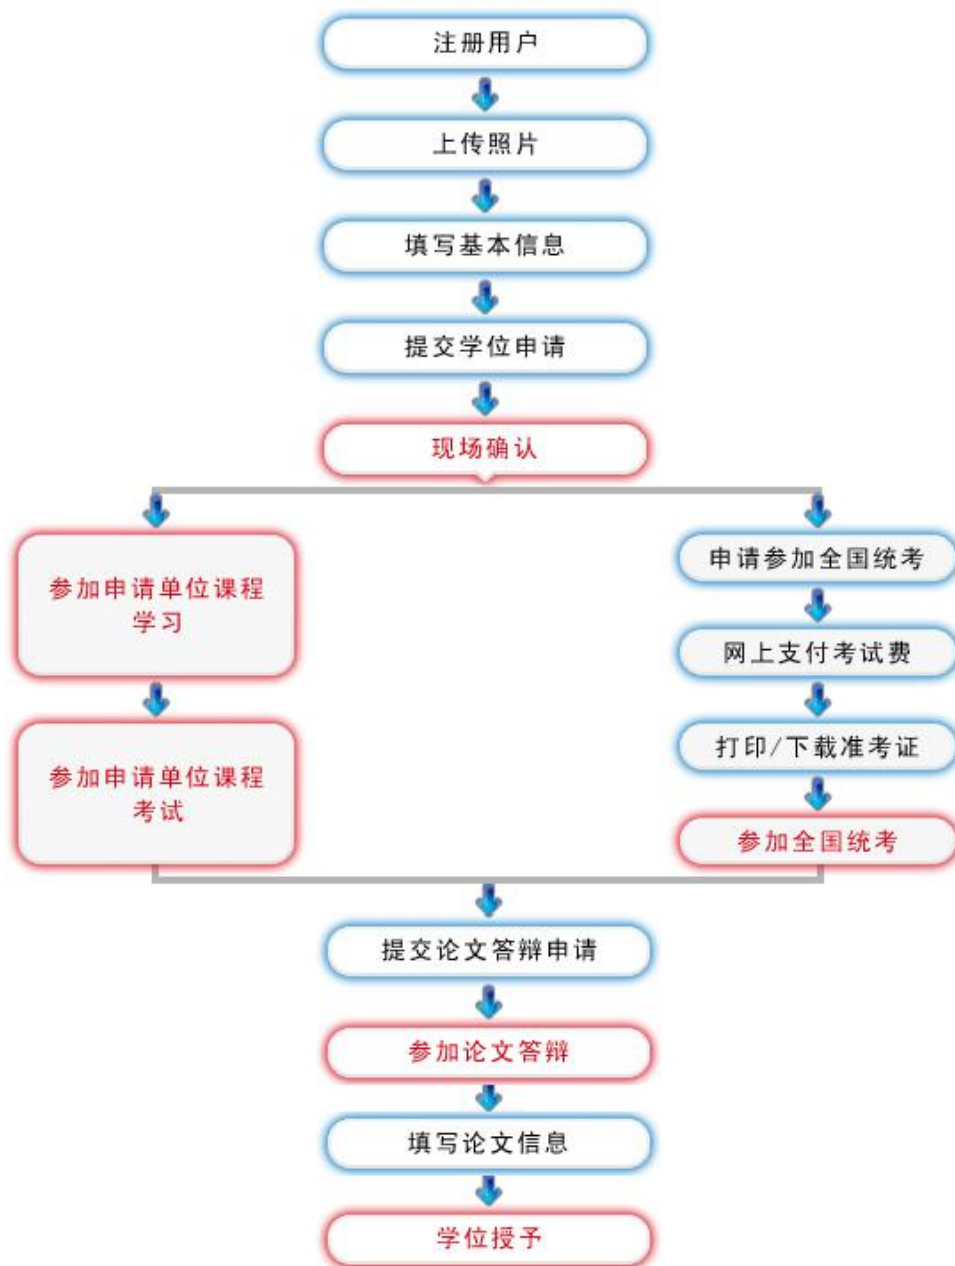 注册用户
上传照片
填写基本信息
提交学位申请
现场确认
参加申请单位课程
学习
参加申请单位课程
考试
申请参加全国统考
网上支付考试费
打印/下载准考证
参加全国统考
提交论文答辩申请
参加论文答辩
填写论文信息
学位授予